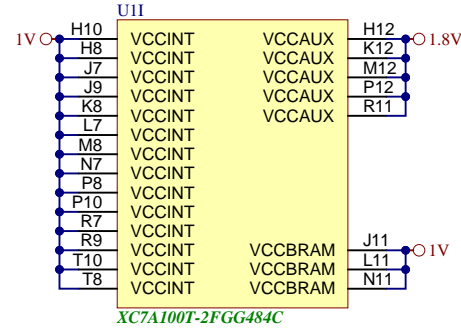 U1I
1V H10 VCCINT VCCAUX H12 1.8V
H8 VCCINT VCCAUX K12
J7 VCCINT VCCAUX M12
J9 VCCINT VCCAUX P12
K8 VCCINT VCCAUX R11
L7 VCCINT
M8 VCCINT
N7 VCCINT
P8 VCCINT
P10 VCCINT
R7 VCCINT
R9 VCCINT VCCBRAM J11 1V
T10 VCCINT VCCBRAM L11
T8 VCCINT VCCBRAM N11
XC7A100T-2FGG484C